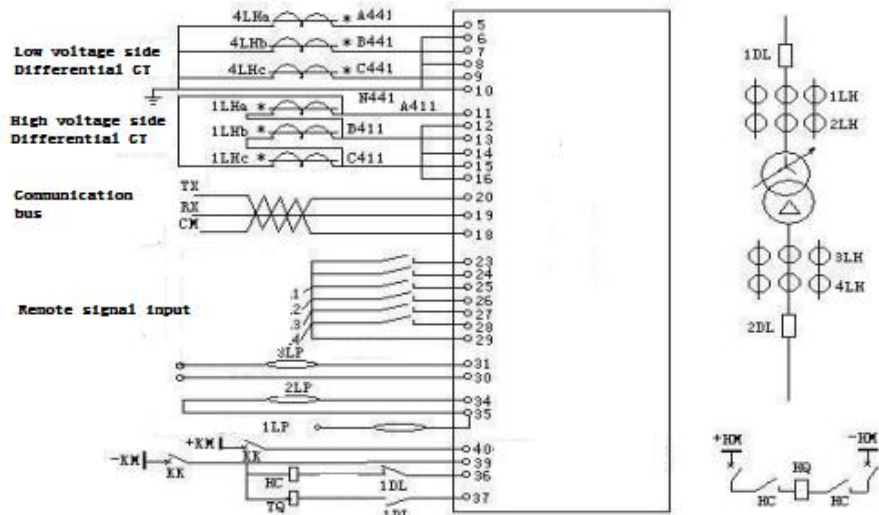 4LHa * A441 5
6
Low voltage side 4LHb * B441 7
Differential CT 8
4LHc * C441 9
10
N441
1LHa * A411 11
High voltage side 12
Differential CT 1LHb * B411 13
14
1LHc * C411 15
16
TX 20
Communication
bus RX 19
CM 18
23
24
.1 25
.2 26
Remote signal input .3 27
28
.4 29
3LP 31
30
2LP 34
35
1LP
+KM KK 40
-KM KK 39
HC 1DL 36
TQ 1DL 37
1DL
1LH
2LH
3LH
4LH
2DL
+HM -HM
HQ
HC HC